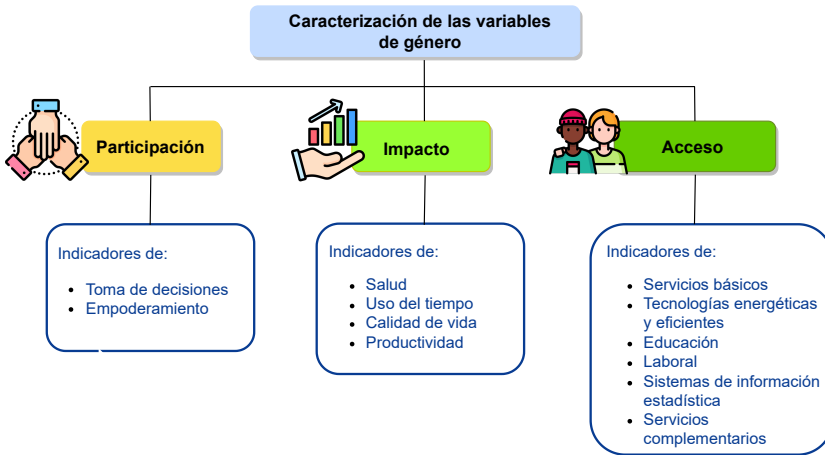 Caracterización de las variables
de género
Participación
Impacto
Acceso
Indicadores de:
• Toma de decisiones
• Empoderamiento
Indicadores de:
• Salud
• Uso del tiempo
• Calidad de vida
• Productividad
Indicadores de:
• Servicios básicos
• Tecnologías energéticas
y eficientes
• Educación
• Laboral
• Sistemas de información
estadística
• Servicios
complementarios